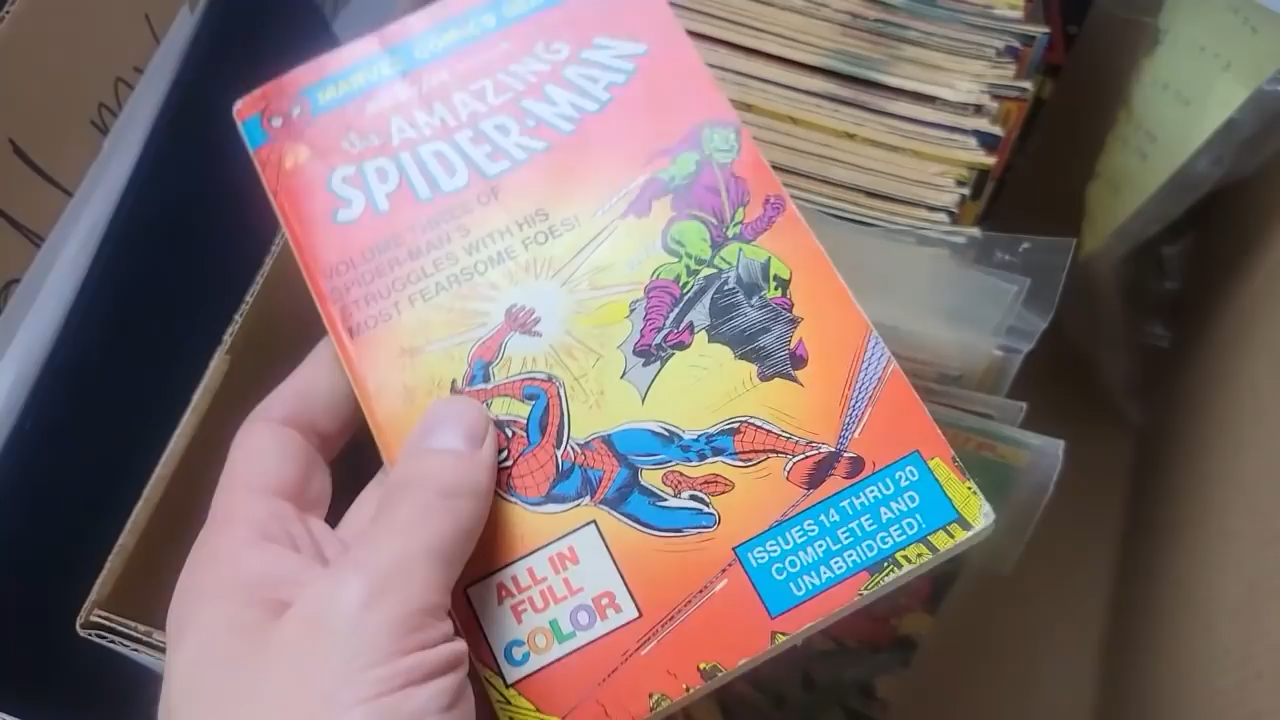 MARVEL COMICS
the AMAZING
SPIDER-MAN
VOLUME THREE OF
SPIDER-MAN'S
STRUGGLES WITH HIS
MOST FEARSOME FOES!
ISSUES 14 THRU 20
COMPLETE AND
UNABRIDGED!
ALL IN
FULL
COLOR